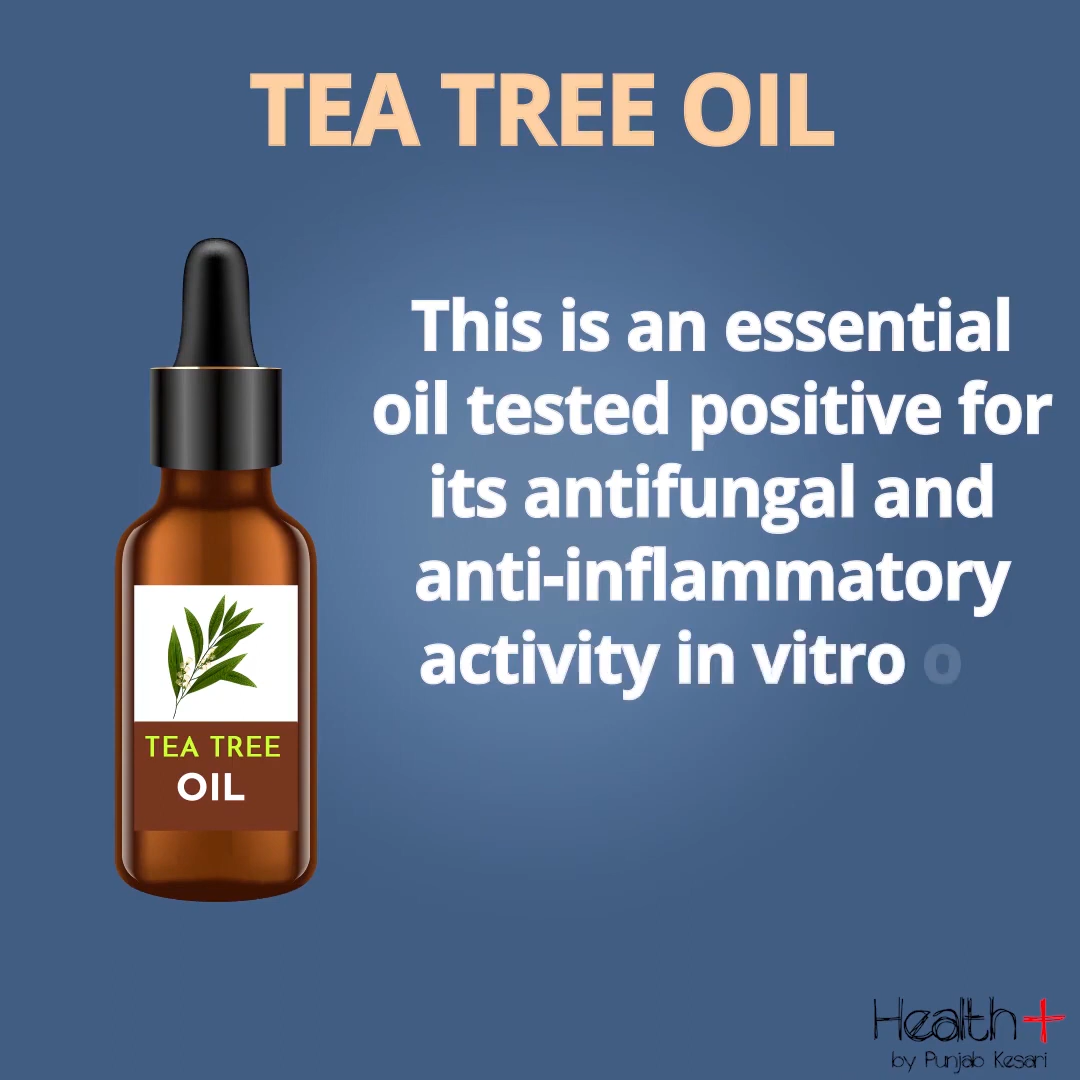 TEA TREE OIL
This is an essential
oil tested positive for
its antifungal and
anti-inflammatory
activity in vitro o
TEA TREE
OIL
Health+
by Punjab Kesari